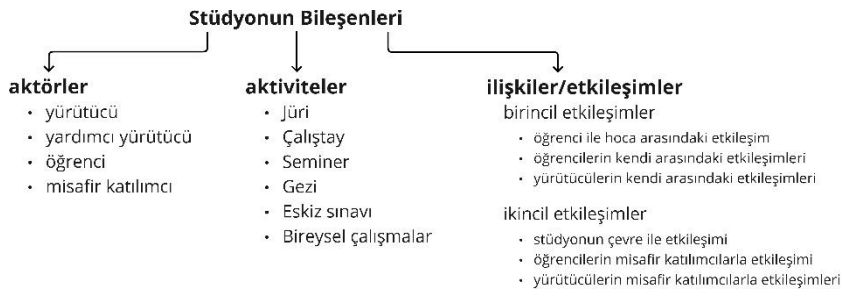 Stüdyonun Bileşenleri
aktörler
• yürütücü
• yardımcı yürütücü
• öğrenci
• misafir katılımcı
aktiviteler
• Jüri
• Çalıştay
• Seminer
• Gezi
• Eskiz sınavı
• Bireysel çalışmalar
ilişkiler/etkileşimler
birincil etkileşimler
• öğrenci ile hoca arasındaki etkileşim
• öğrencilerin kendi arasındaki etkileşimleri
• yürütücülerin kendi arasındaki etkileşimleri
ikincil etkileşimler
• stüdyonun çevre ile etkileşimi
• öğrencilerin misafir katılımcılarla etkileşimi
• yürütücülerin misafir katılımcılarla etkileşimleri